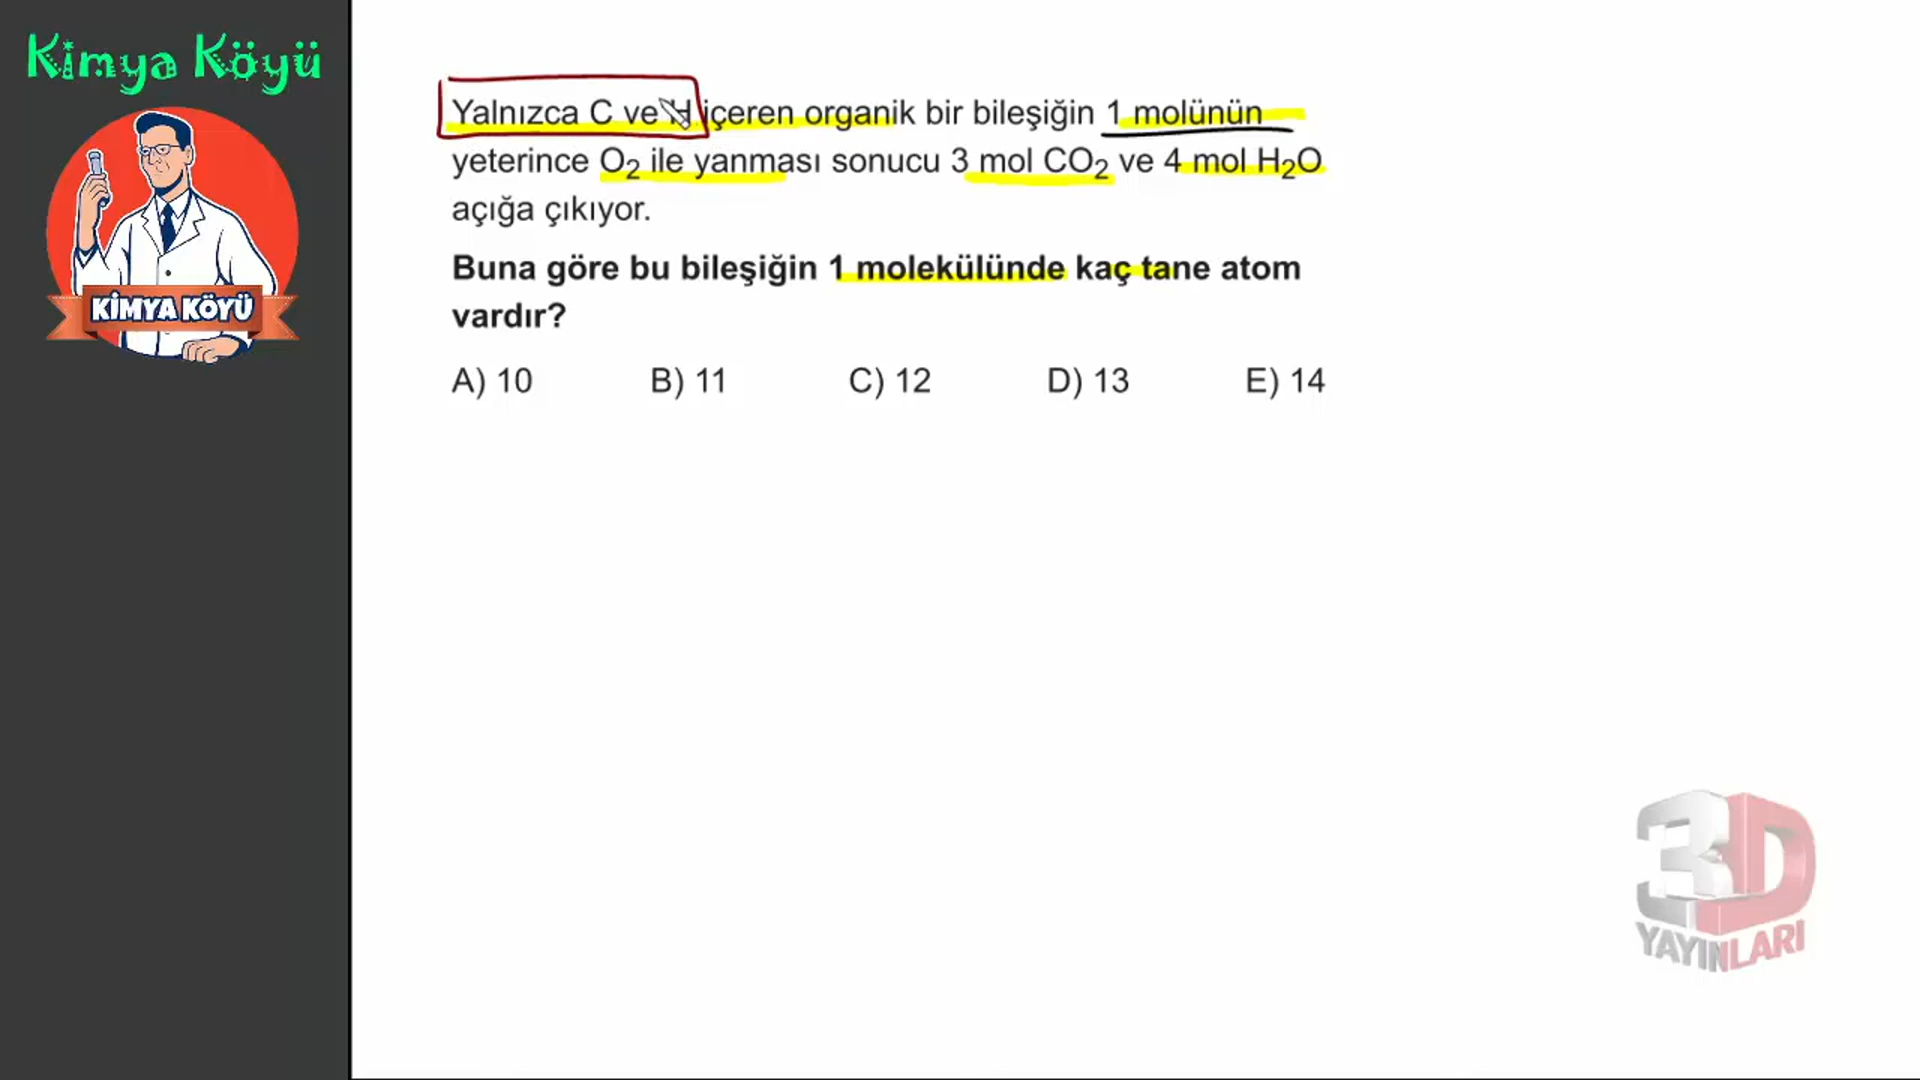 Kimya Köyü
KİMYA KÖYÜ
Yalnızca C ve H içeren organik bir bileşiğin 1 molünün
yeterince O₂ ile yanması sonucu 3 mol CO₂ ve 4 mol H₂O
açığa çıkıyor.
Buna göre bu bileşiğin 1 molekülünde kaç tane atom
vardır?
A) 10 B) 11 C) 12 D) 13 E) 14
3D
YAYINLARI